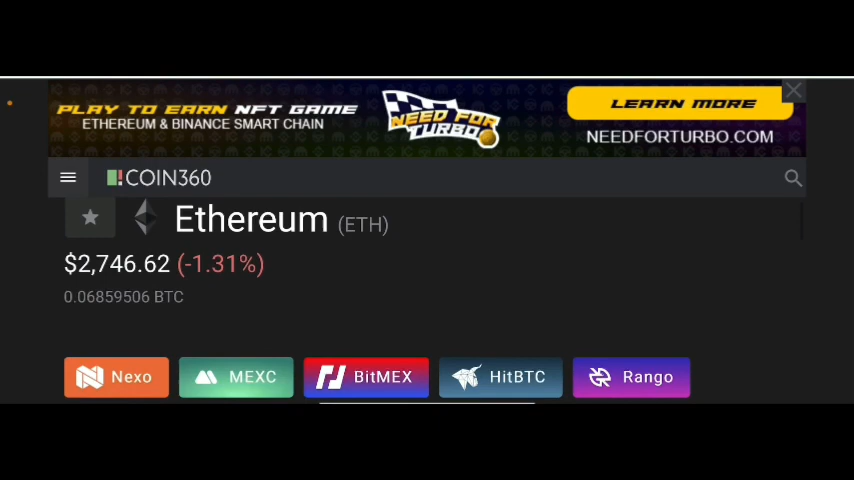 PLAY TO EARN NFT GAME
ETHEREUM & BINANCE SMART CHAIN
NEED FOR
TURBO
LEARN MORE
NEEDFORTURBO.COM
COIN360
Ethereum (ETH)
$2,746.62 (-1.31%)
0.06859506 BTC
Nexo MEXC BitMEX HitBTC Rango